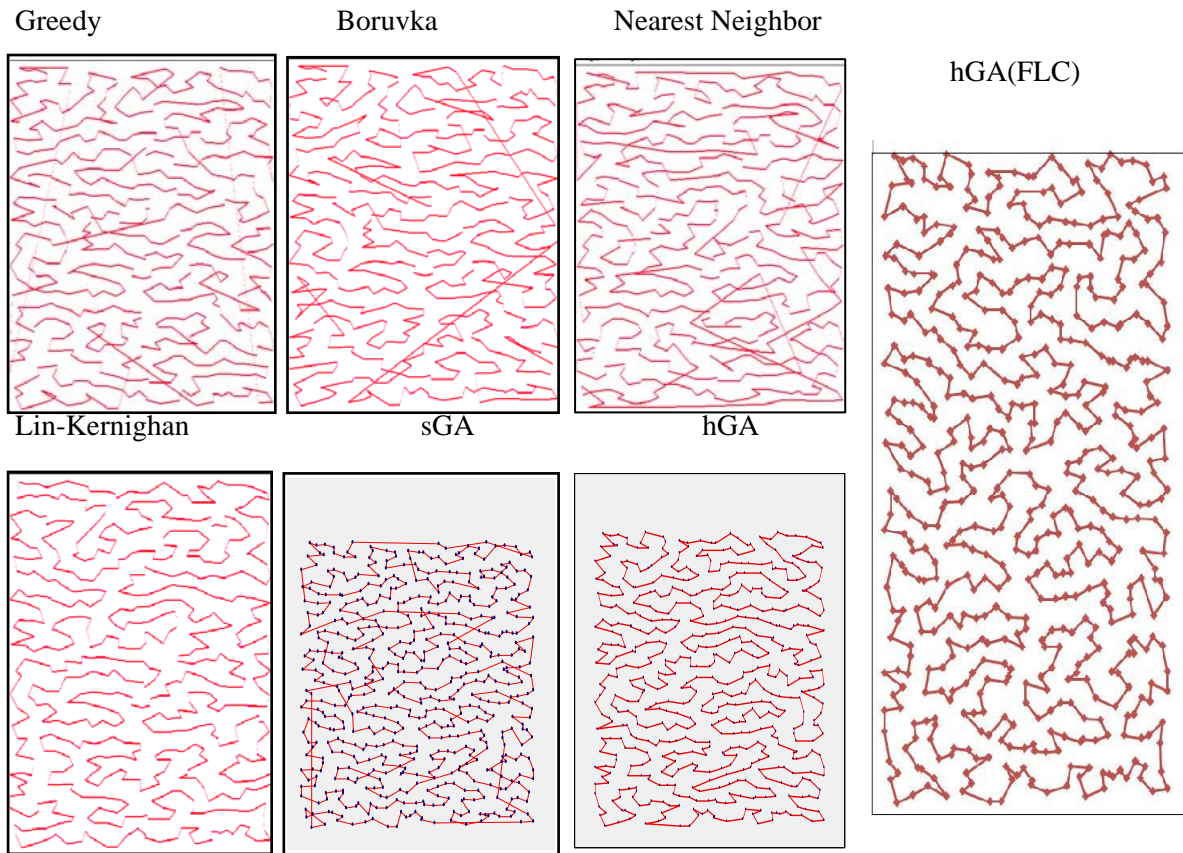 Greedy
Boruvka
Nearest Neighbor
hGA(FLC)
Lin-Kernighan
sGA
hGA